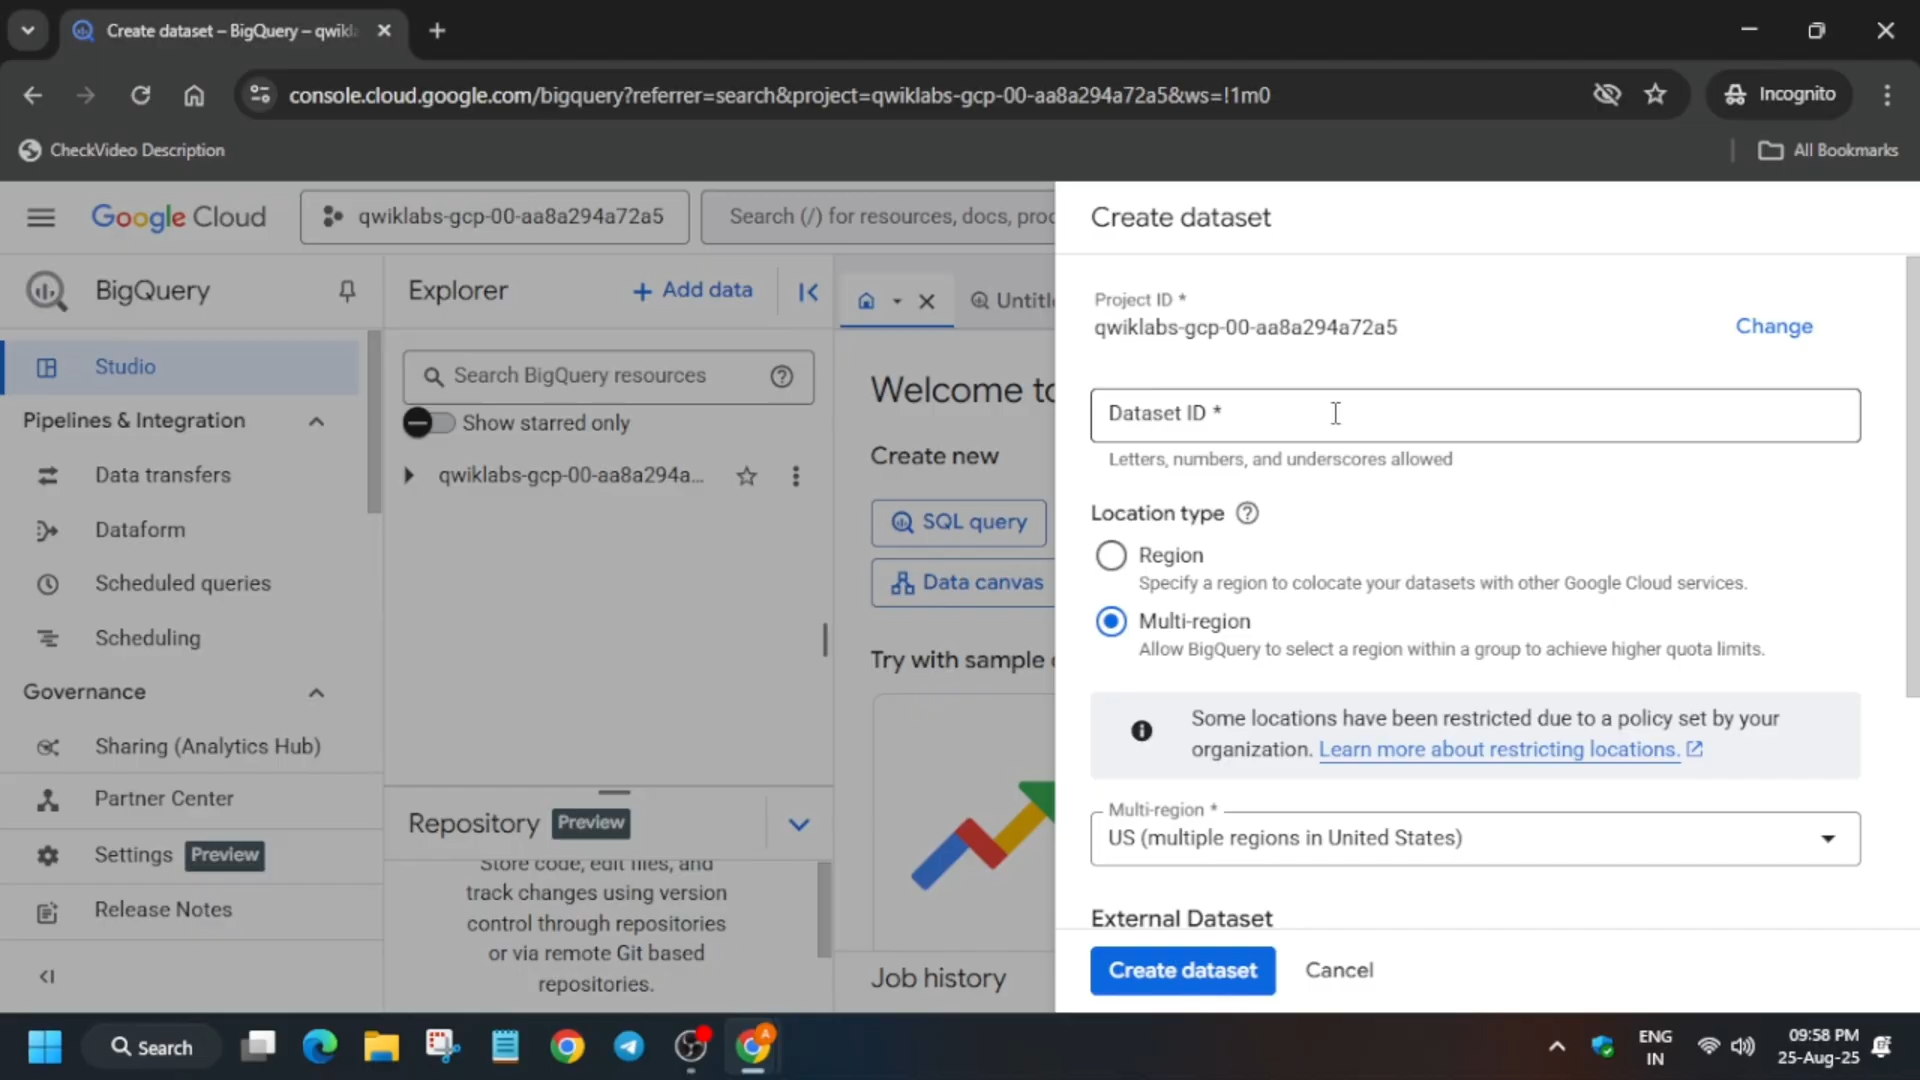 Create dataset – BigQuery – qwikl
console.cloud.google.com/bigquery?referrer=search&project=qwiklabs-gcp-00-aa8a294a72a5&ws=!1m0
Incognito
CheckVideo Description
All Bookmarks
Google Cloud
qwiklabs-gcp-00-aa8a294a72a5
Search (/) for resources, docs, prod
BigQuery
Studio
Pipelines & Integration
Data transfers
Dataform
Scheduled queries
Scheduling
Governance
Sharing (Analytics Hub)
Partner Center
Settings Preview
Release Notes
Explorer
+ Add data
Search BigQuery resources
Show starred only
qwiklabs-gcp-00-aa8a294a...
Repository Preview
Store code, edit files, and
track changes using version
control through repositories
or via remote Git based
repositories.
Untitle
Welcome to
Create new
SQL query
Data canvas
Try with sample
Job history
Create dataset
Project ID *
qwiklabs-gcp-00-aa8a294a72a5
Change
Dataset ID *
Letters, numbers, and underscores allowed
Location type
Region
Specify a region to colocate your datasets with other Google Cloud services.
Multi-region
Allow BigQuery to select a region within a group to achieve higher quota limits.
Some locations have been restricted due to a policy set by your
organization. Learn more about restricting locations.
Multi-region *
US (multiple regions in United States)
External Dataset
Create dataset
Cancel
Search
ENG
IN
09:58 PM
25-Aug-25